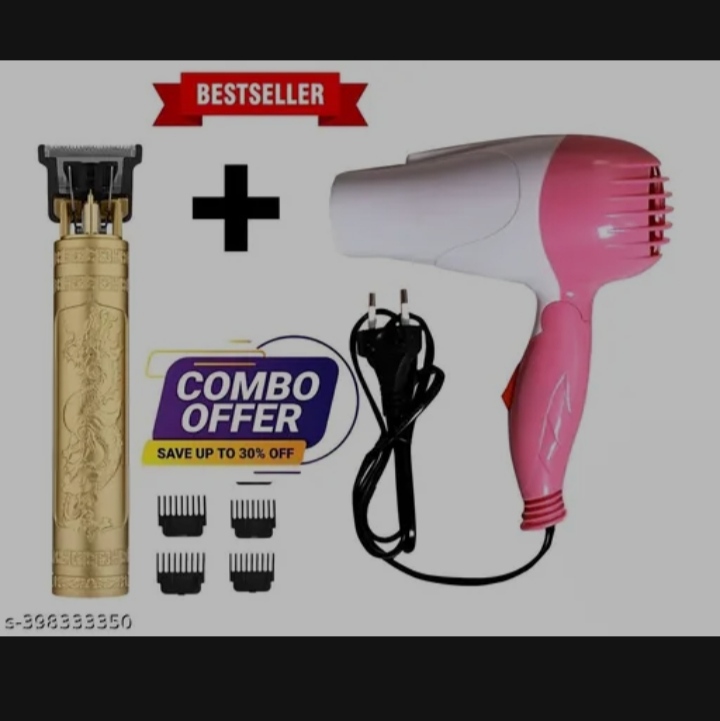 BESTSELLER
COMBO
OFFER
SAVE UP TO 30% OFF
s-398333350